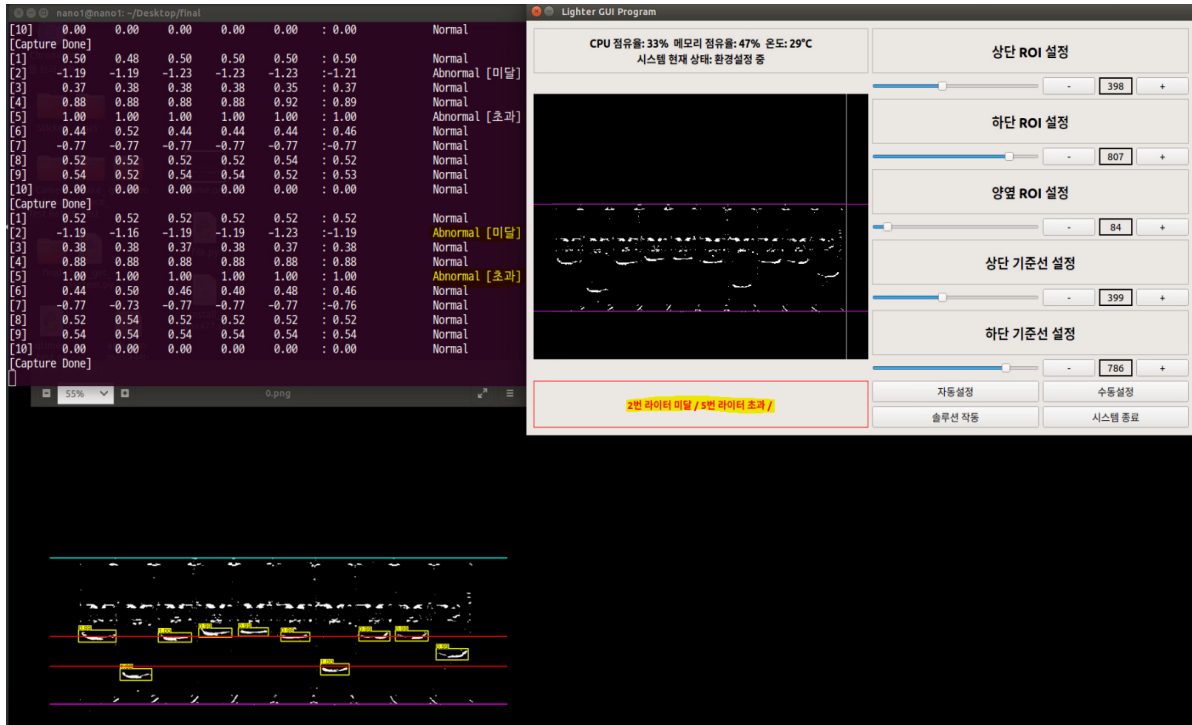 nano1@nano1: ~/Desktop/final
[10] 0.00 0.00 0.00 0.00 0.00 : 0.00 Normal
[Capture Done]
[1] 0.50 0.48 0.50 0.50 0.50 : 0.50 Normal
[2] -1.19 -1.19 -1.23 -1.23 -1.23 :-1.21 Abnormal [미달]
[3] 0.37 0.38 0.38 0.38 0.35 : 0.37 Normal
[4] 0.88 0.88 0.88 0.88 0.92 : 0.89 Normal
[5] 1.00 1.00 1.00 1.00 1.00 : 1.00 Abnormal [초과]
[6] 0.44 0.52 0.44 0.44 0.44 : 0.46 Normal
[7] -0.77 -0.77 -0.77 -0.77 -0.77 :-0.77 Normal
[8] 0.52 0.52 0.52 0.52 0.54 : 0.52 Normal
[9] 0.54 0.52 0.54 0.54 0.52 : 0.53 Normal
[10] 0.00 0.00 0.00 0.00 0.00 : 0.00 Normal
[Capture Done]
[1] 0.52 0.52 0.52 0.52 0.52 : 0.52 Normal
[2] -1.19 -1.16 -1.19 -1.19 -1.23 :-1.19 Abnormal [미달]
[3] 0.38 0.38 0.37 0.38 0.37 : 0.38 Normal
[4] 0.88 0.88 0.88 0.88 0.88 : 0.88 Normal
[5] 1.00 1.00 1.00 1.00 1.00 : 1.00 Abnormal [초과]
[6] 0.44 0.50 0.46 0.40 0.48 : 0.46 Normal
[7] -0.77 -0.73 -0.77 -0.77 -0.77 :-0.76 Normal
[8] 0.52 0.54 0.52 0.52 0.52 : 0.52 Normal
[9] 0.54 0.54 0.54 0.54 0.54 : 0.54 Normal
[10] 0.00 0.00 0.00 0.00 0.00 : 0.00 Normal
[Capture Done]
55% 0.png
Lighter GUI Program
CPU 점유율: 33% 메모리 점유율: 47% 온도: 29°C
시스템 현재 상태: 환경설정 중
상단 ROI 설정
- 398 +
하단 ROI 설정
- 807 +
양옆 ROI 설정
- 84 +
상단 기준선 설정
- 399 +
하단 기준선 설정
- 786 +
2번 라이터 미달 / 5번 라이터 초과 /
자동설정 수동설정
솔루션 작동 시스템 종료